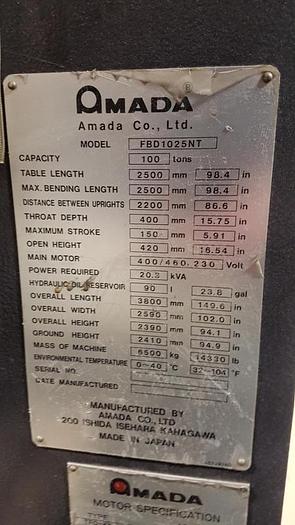 AMADA ®
Amada Co., Ltd.
MODEL FBD1025NT
CAPACITY 100 tons
TABLE LENGTH 2500 mm 98.4 in
MAX. BENDING LENGTH 2500 mm 98.4 in
DISTANCE BETWEEN UPRIGHTS 2200 mm 86.6 in
THROAT DEPTH 400 mm 15.75 in
MAXIMUM STROKE 150 mm 5.91 in
OPEN HEIGHT 420 mm 16.54 in
MAIN MOTOR 400/460,230 Volt
POWER REQUIRED 20.3 kVA
HYDRAULIC OIL RESERVOIR 90 l 23.8 gal
OVERALL LENGTH 3800 mm 149.6 in
OVERALL WIDTH 2590 mm 102.0 in
OVERALL HEIGHT 2390 mm 94.1 in
GROUND HEIGHT 2410 mm 94.9 in
MASS OF MACHINE 6500 kg 14330 lb
ENVIRONMENTAL TEMPERATURE 0~40 °C 32~104 °F
SERIAL NO.
DATE MANUFACTURED
MANUFACTURED BY
AMADA CO., LTD
200 ISHIDA ISEHARA KANAGAWA
MADE IN JAPAN
AMADA
MOTOR SPECIFICATION
TYPE